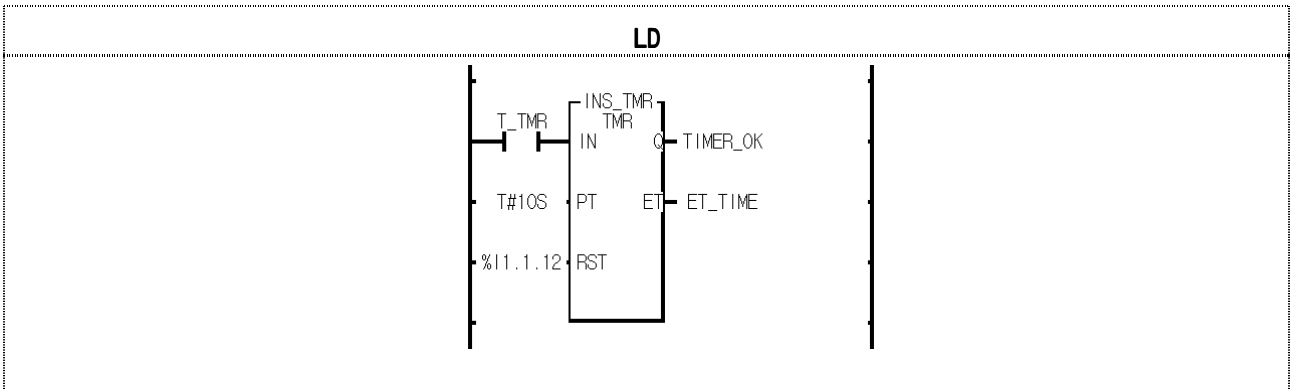 LD
INS_TMR
T_TMR TMR
IN Q TIMER_OK
T#10S PT ET ET_TIME
%I1.1.12 RST